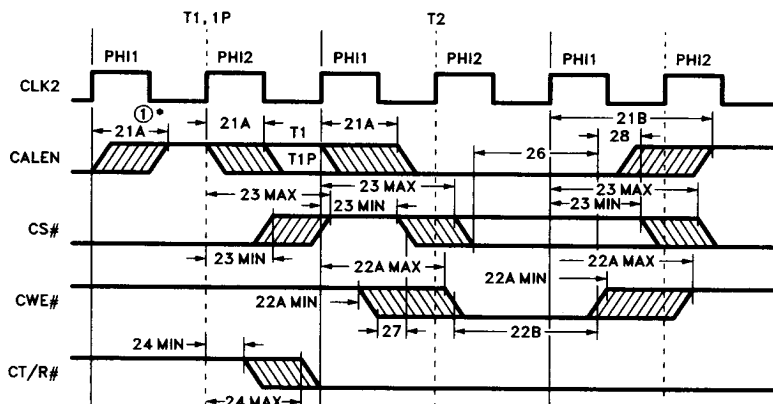 T1,1P T2
PHI1 PHI2 PHI1 PHI2 PHI1 PHI2
CLK2
①* 21B
21A 21A T1 21A 28
CALEN T1P 26
23 MAX 23 MAX 23 MAX
23 MIN 23 MIN
CS#
23 MIN 22A MAX 22A MAX
22A MIN
CWE# 22A MIN
27 22B
24 MIN
CT/R#
24 MAX